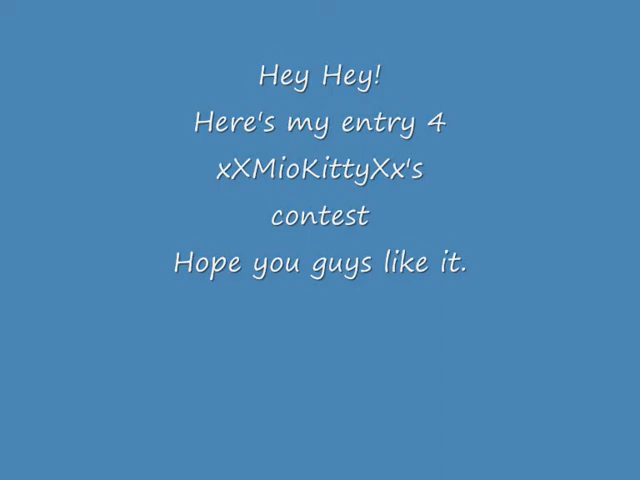 Hey Hey!
Here's my entry 4
xXMioKittyXx's
contest
Hope you guys like it.